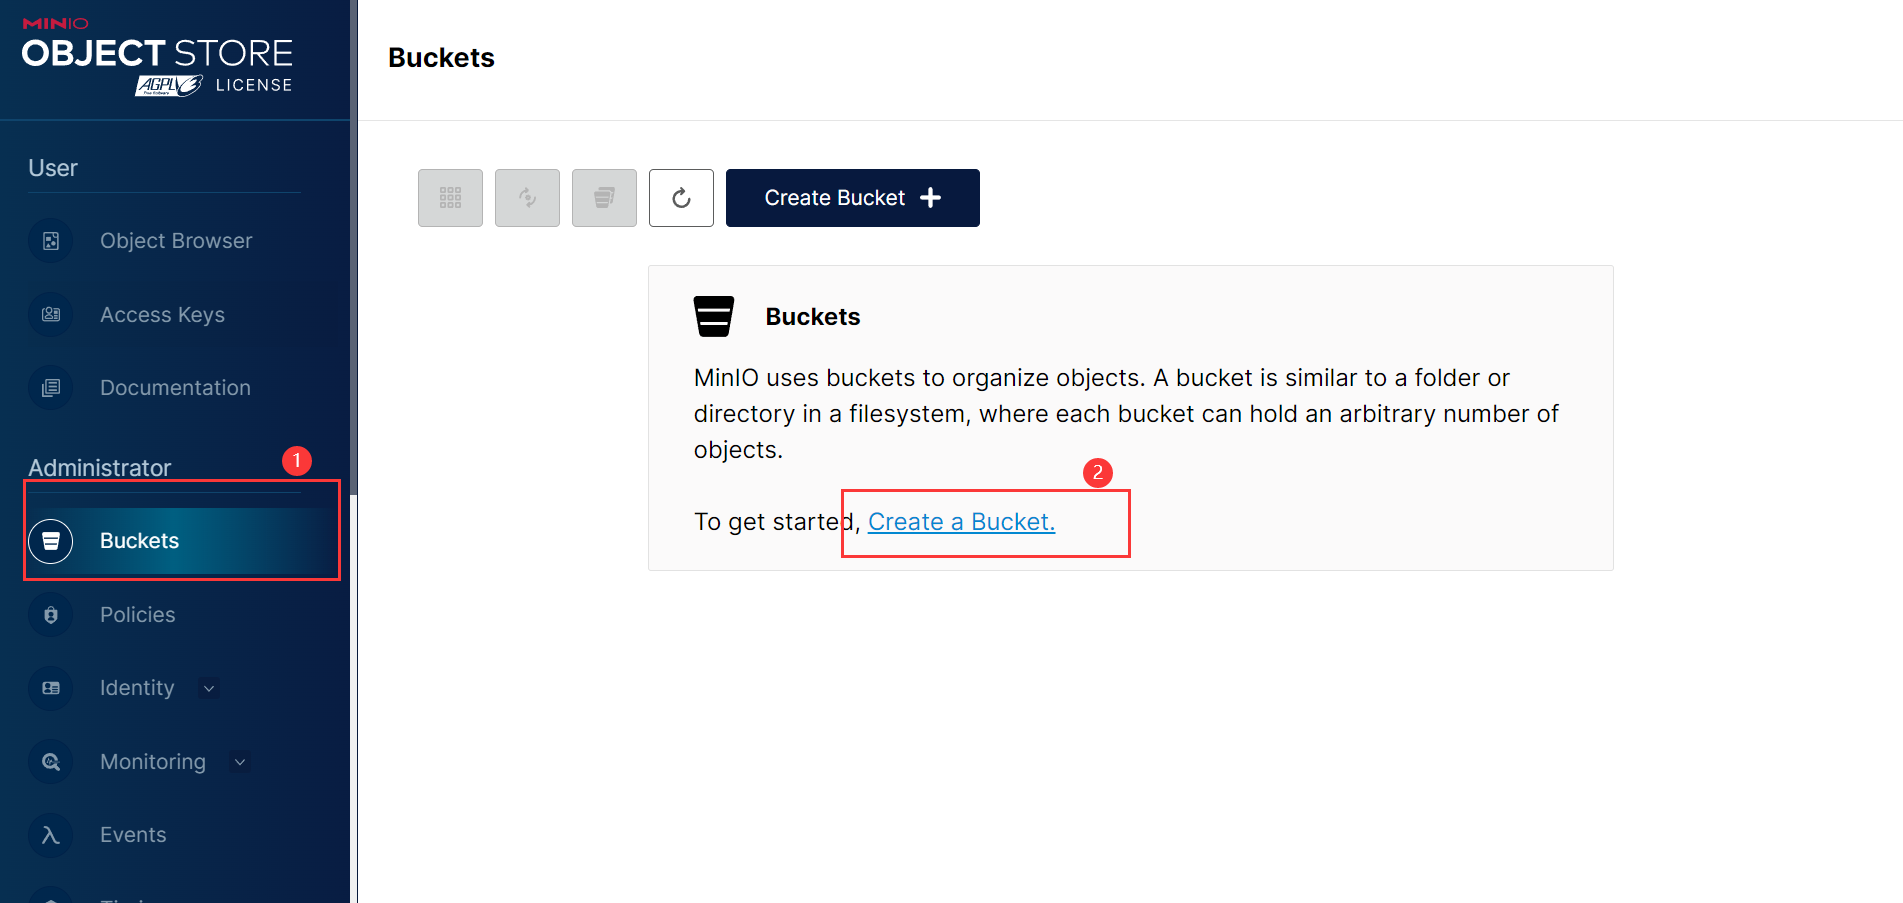 MINIO
OBJECT STORE
AGPL v3 LICENSE
Buckets
User
Object Browser
Access Keys
Documentation
Administrator
1
Buckets
Policies
Identity
Monitoring
Events
Create Bucket
Buckets
MinIO uses buckets to organize objects. A bucket is similar to a folder or
directory in a filesystem, where each bucket can hold an arbitrary number of
objects.
2
To get started, Create a Bucket.